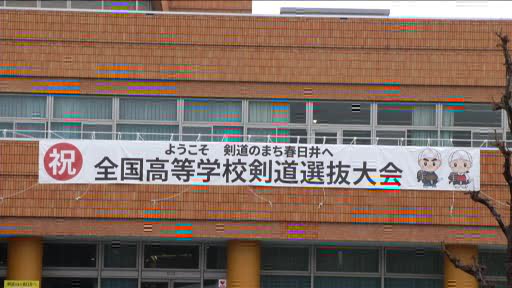 祝
ようこそ 剣道のまち春日井へ
全国高等学校剣道選抜大会